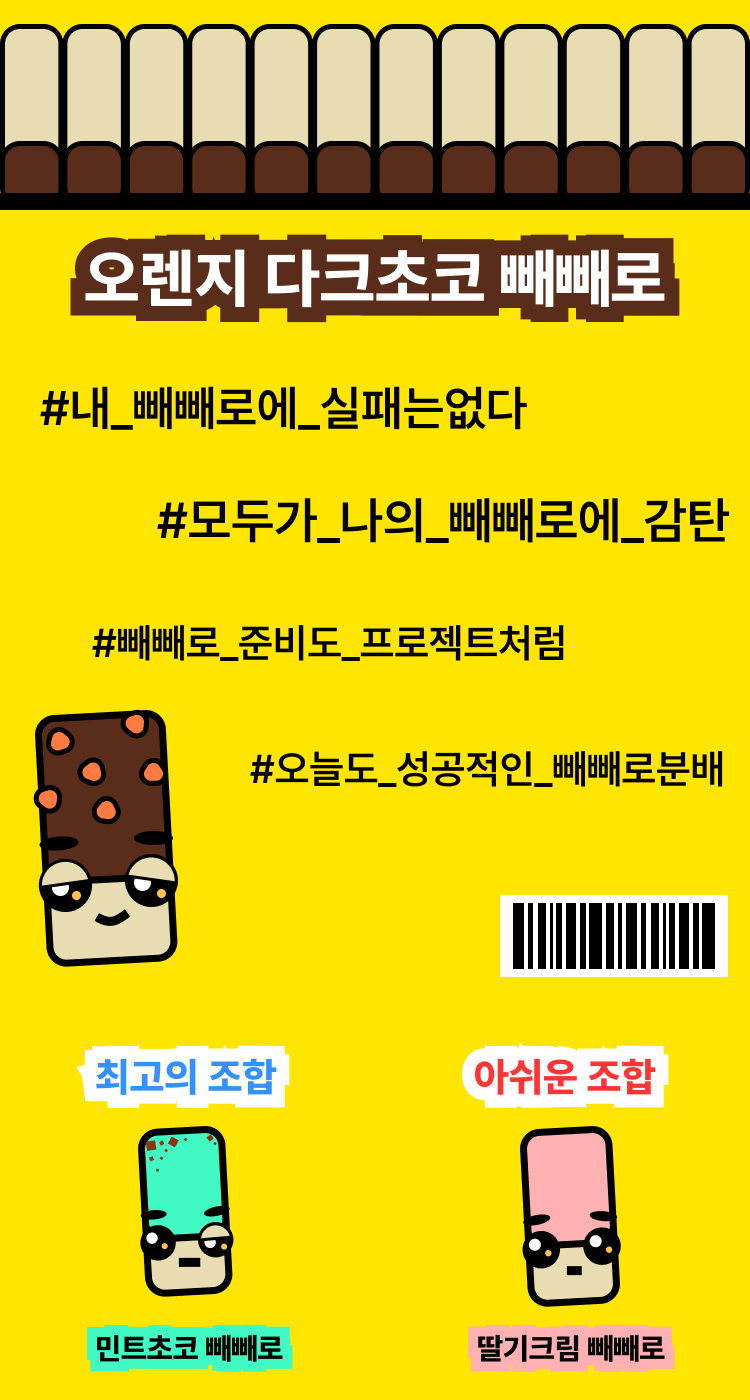 오렌지 다크초코 빼빼로
#내_빼빼로에_실패는없다
#모두가_나의_빼빼로에_감탄
#빼빼로_준비도_프로젝트처럼
#오늘도_성공적인_빼빼로분배
최고의 조합
아쉬운 조합
민트초코 빼빼로
딸기크림 빼빼로